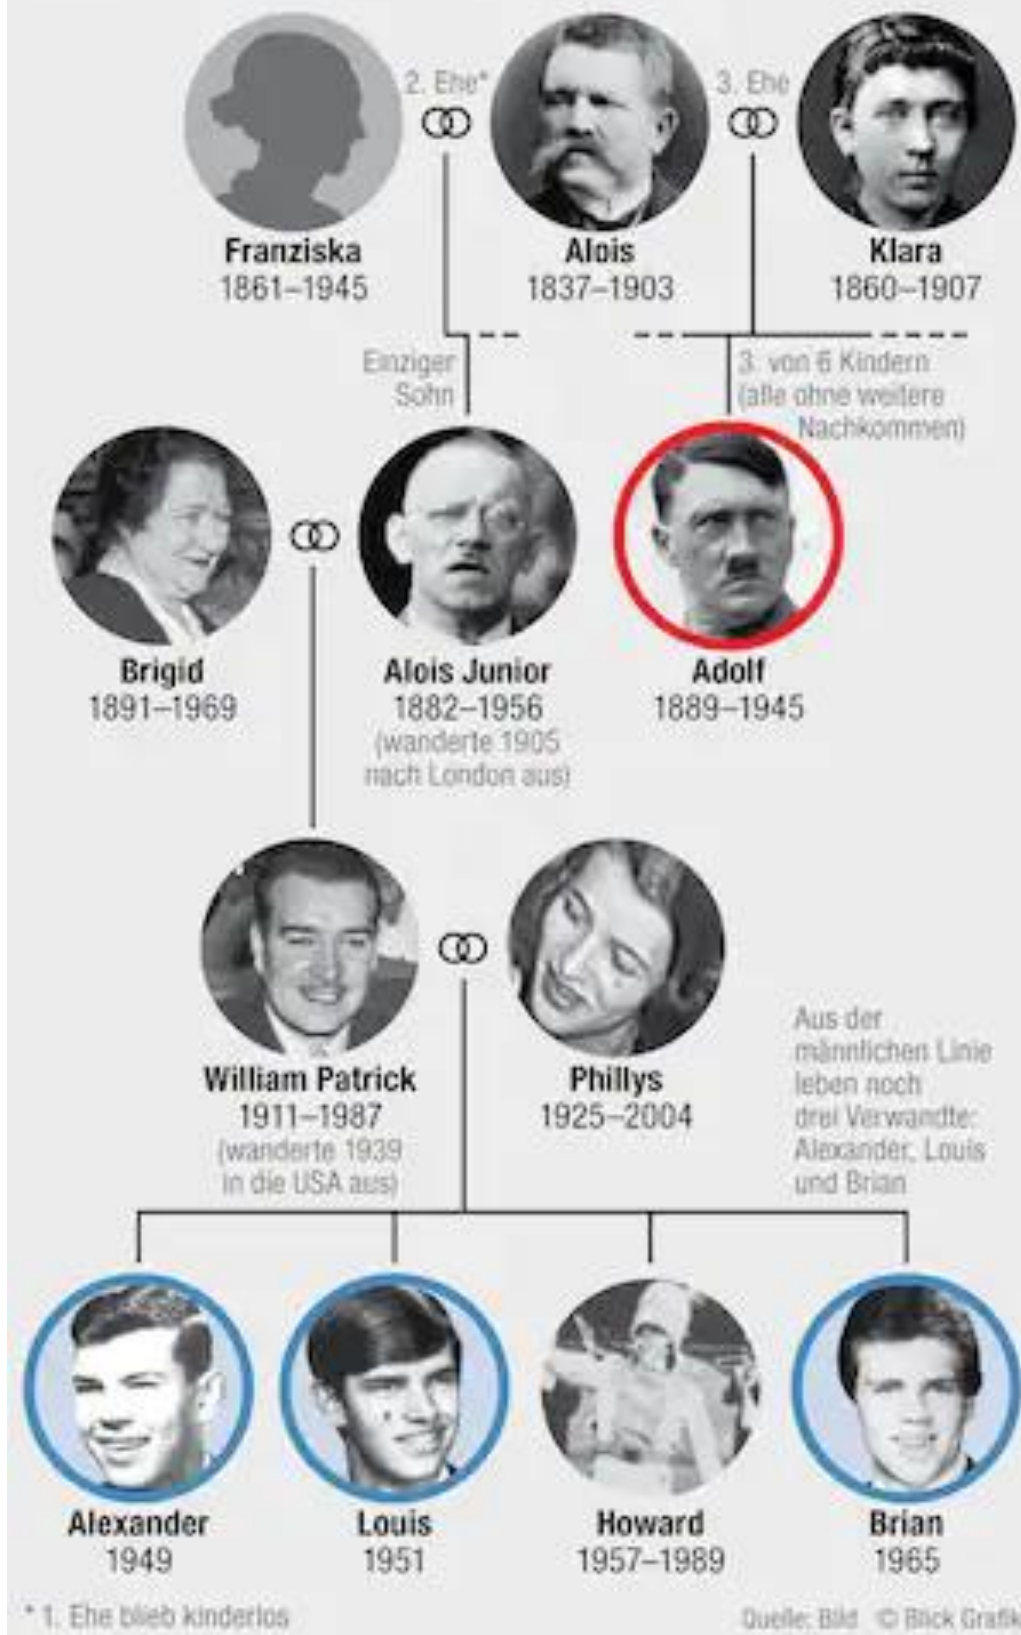 2. Ehe*
3. Ehe
Franziska
1861–1945
Alois
1837–1903
Klara
1860–1907
Einziger
Sohn
3. von 6 Kindern
(alle ohne weitere
Nachkommen)
Brigid
1891–1969
Alois Junior
1882–1956
(wanderte 1905
nach London aus)
Adolf
1889–1945
William Patrick
1911–1987
(wanderte 1939
in die USA aus)
Phillys
1925–2004
Aus der
männlichen Linie
leben noch
drei Verwandte:
Alexander, Louis
und Brian
Alexander
1949
Louis
1951
Howard
1957–1989
Brian
1965
* 1. Ehe blieb kinderlos
Quelle: Bild © Blick Grafik